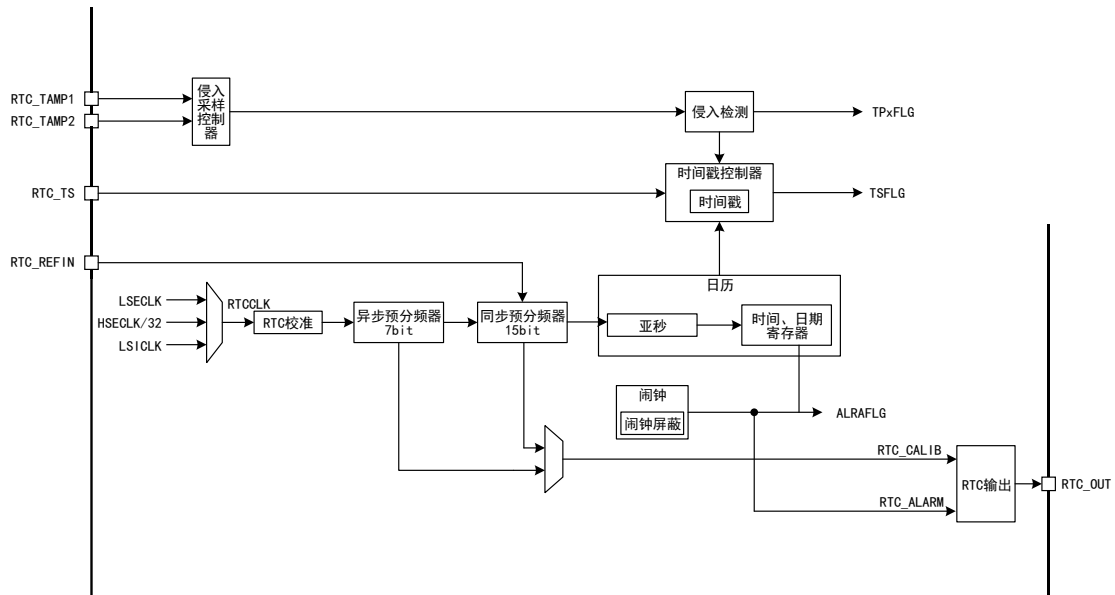 RTC_TAMP1
RTC_TAMP2
侵入
采样
控制
器
侵入检测
TPxFLG
RTC_TS
时间戳控制器
时间戳
TSFLG
RTC_REFIN
日历
LSECLK
HSECLK/32
LSICLK
RTCCLK
RTC校准
异步预分频器
7bit
同步预分频器
15bit
亚秒
时间、日期
寄存器
闹钟
闹钟屏蔽
ALRAFLG
RTC_CALIB
RTC_ALARM
RTC输出
RTC_OUT